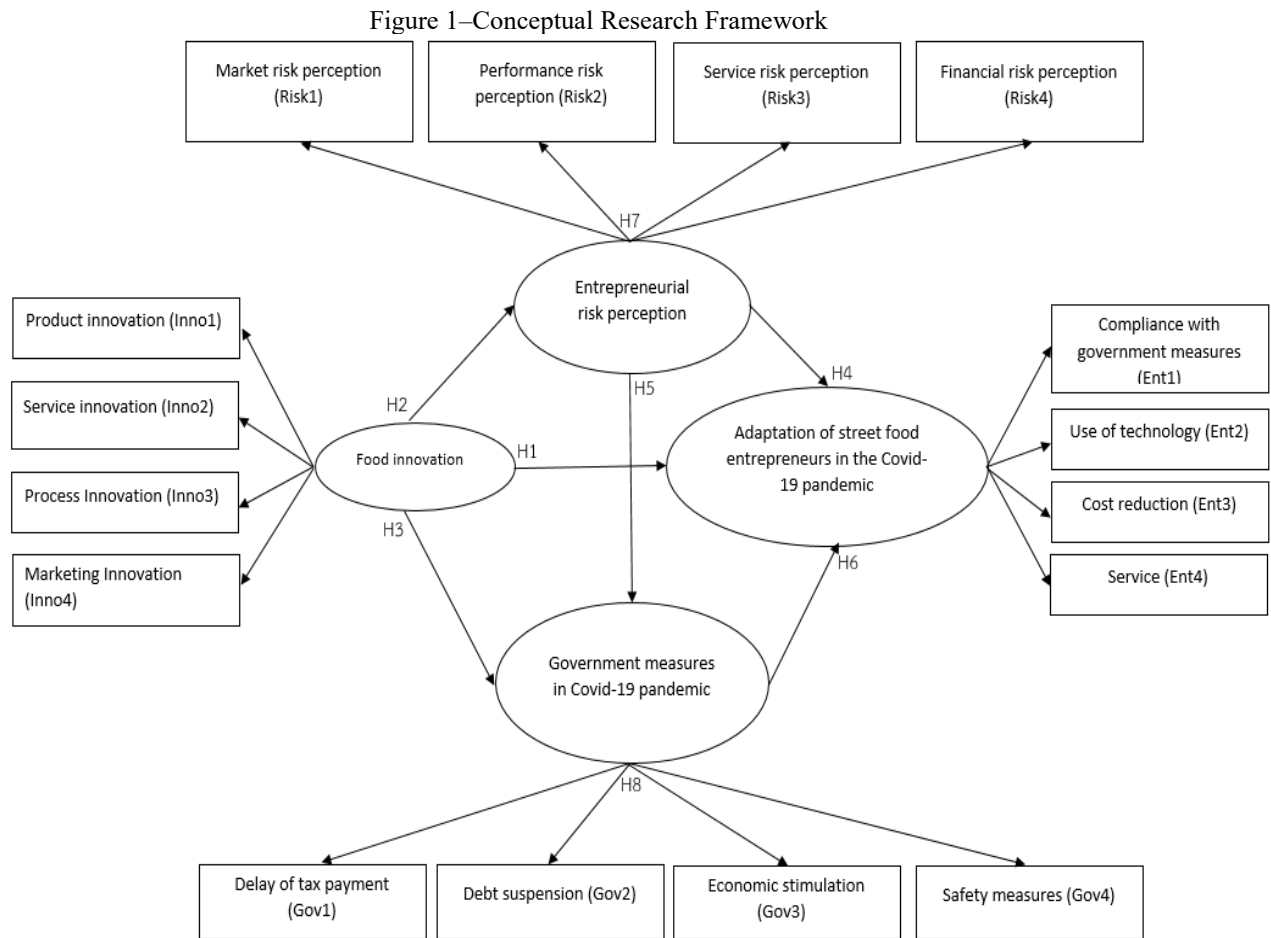 Figure 1–Conceptual Research Framework
Market risk perception
(Risk1)
Performance risk
perception (Risk2)
Service risk perception
(Risk3)
Financial risk perception
(Risk4)
H7
Entrepreneurial
risk perception
Product innovation (Inno1)
Service innovation (Inno2)
Process Innovation (Inno3)
Marketing Innovation
(Inno4)
H2
Food innovation
H3
H1
H5
H4
Adaptation of street food
entrepreneurs in the Covid-
19 pandemic
H6
Compliance with
government measures
(Ent1)
Use of technology (Ent2)
Cost reduction (Ent3)
Service (Ent4)
Government measures
in Covid-19 pandemic
H8
Delay of tax payment
(Gov1)
Debt suspension (Gov2)
Economic stimulation
(Gov3)
Safety measures (Gov4)